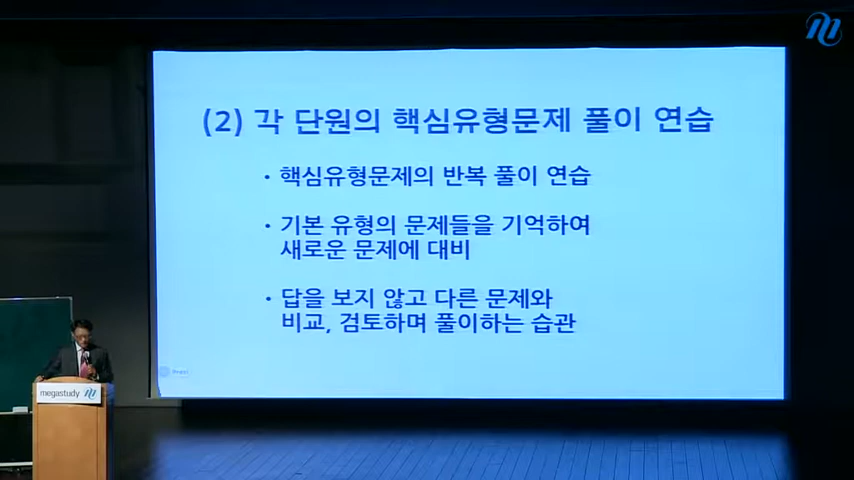 (2) 각 단원의 핵심유형문제 풀이 연습
• 핵심유형문제의 반복 풀이 연습
• 기본 유형의 문제들을 기억하여
새로운 문제에 대비
• 답을 보지 않고 다른 문제와
비교, 검토하며 풀이하는 습관
megastudy